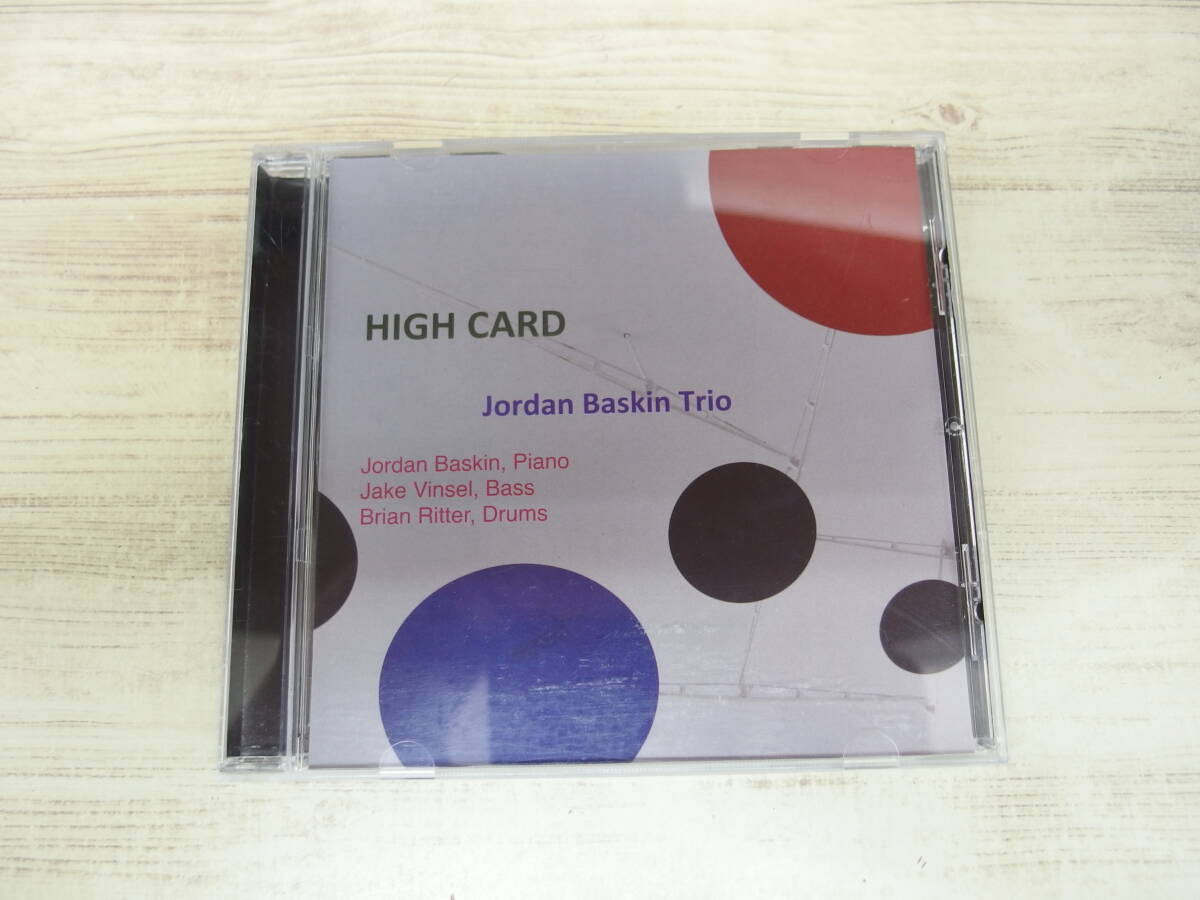 HIGH CARD
Jordan Baskin Trio
Jordan Baskin, Piano
Jake Vinsel, Bass
Brian Ritter, Drums